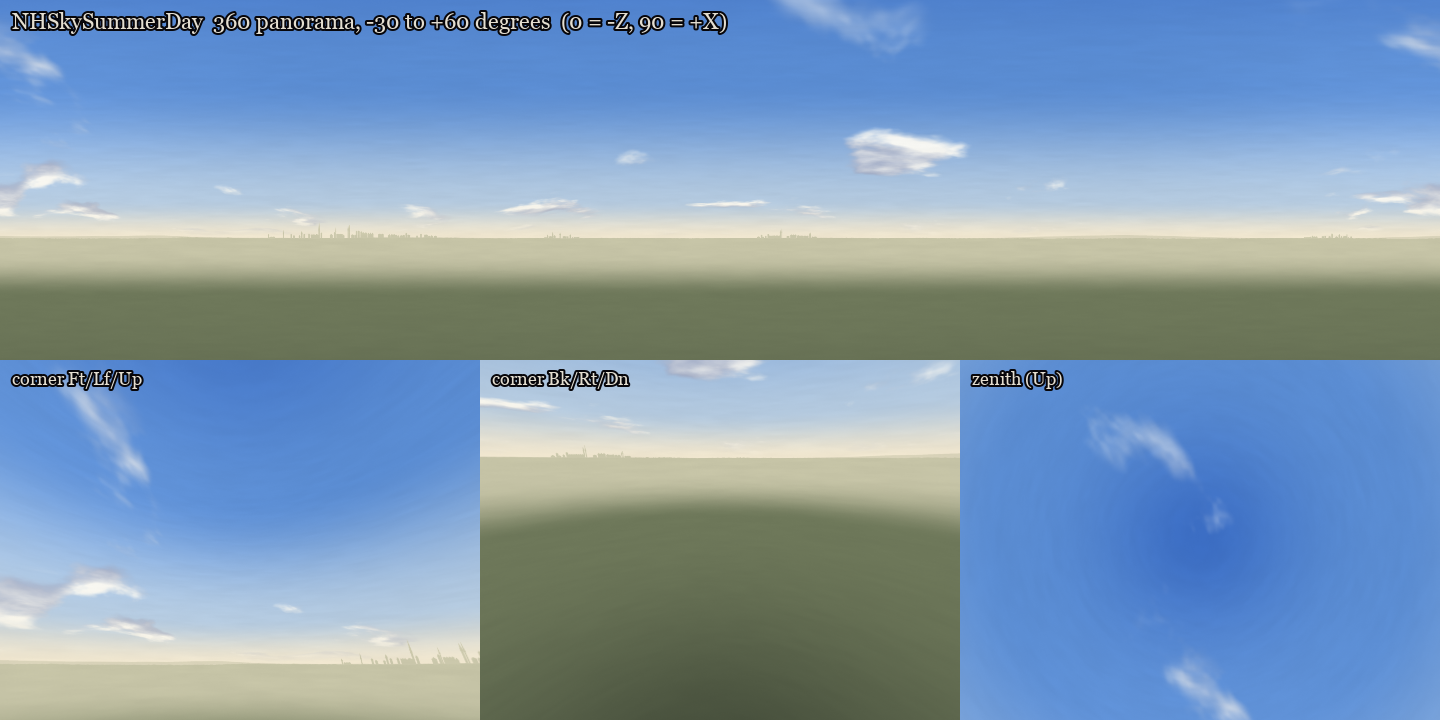 NHSkySummerDay 360 panorama, -30 to +60 degrees (0 = -Z, 90 = +X)
corner Ft/Lf/Up
corner Bk/Rt/Dn
zenith (Up)